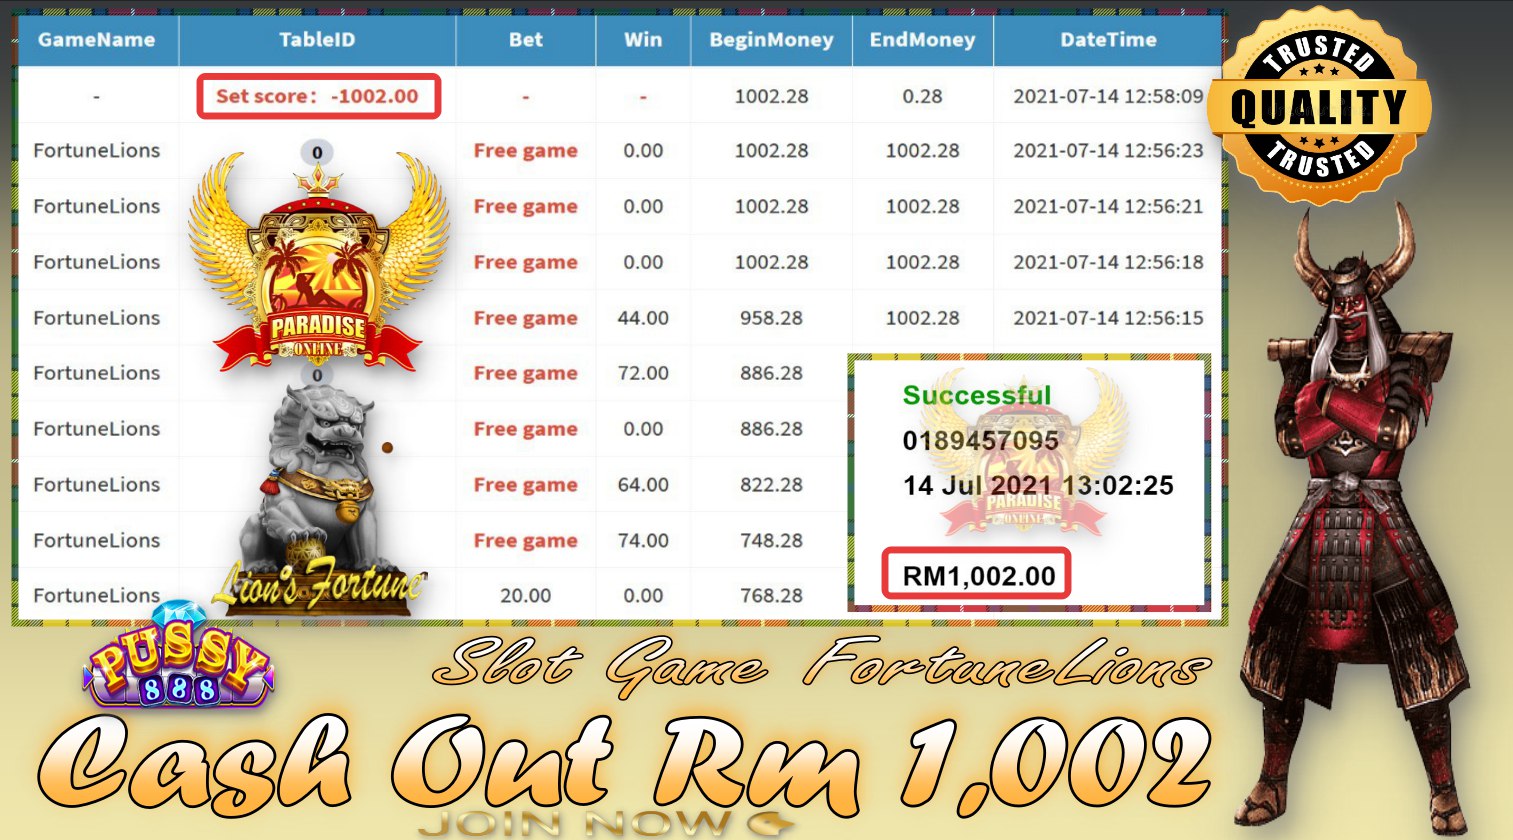 GameName TableID Bet Win BeginMoney EndMoney DateTime
- Set score: -1002.00 - - 1002.28 0.28 2021-07-14 12:58:09
FortuneLions 0 Free game 0.00 1002.28 1002.28 2021-07-14 12:56:23
FortuneLions Free game 0.00 1002.28 1002.28 2021-07-14 12:56:21
FortuneLions Free game 0.00 1002.28 1002.28 2021-07-14 12:56:18
FortuneLions Free game 44.00 958.28 1002.28 2021-07-14 12:56:15
FortuneLions 0 Free game 72.00 886.28
FortuneLions Free game 0.00 886.28
FortuneLions Free game 64.00 822.28
FortuneLions Free game 74.00 748.28
FortuneLions 20.00 0.00 768.28
PARADISE
ONLINE
Lion's Fortune
Successful
0189457095
14 Jul 2021 13:02:25
PARADISE
ONLINE
RM1,002.00
TRUSTED
QUALITY
TRUSTED
PUSSY
888
Slot Game FortuneLions
Cash Out Rm 1,002
JOIN NOW